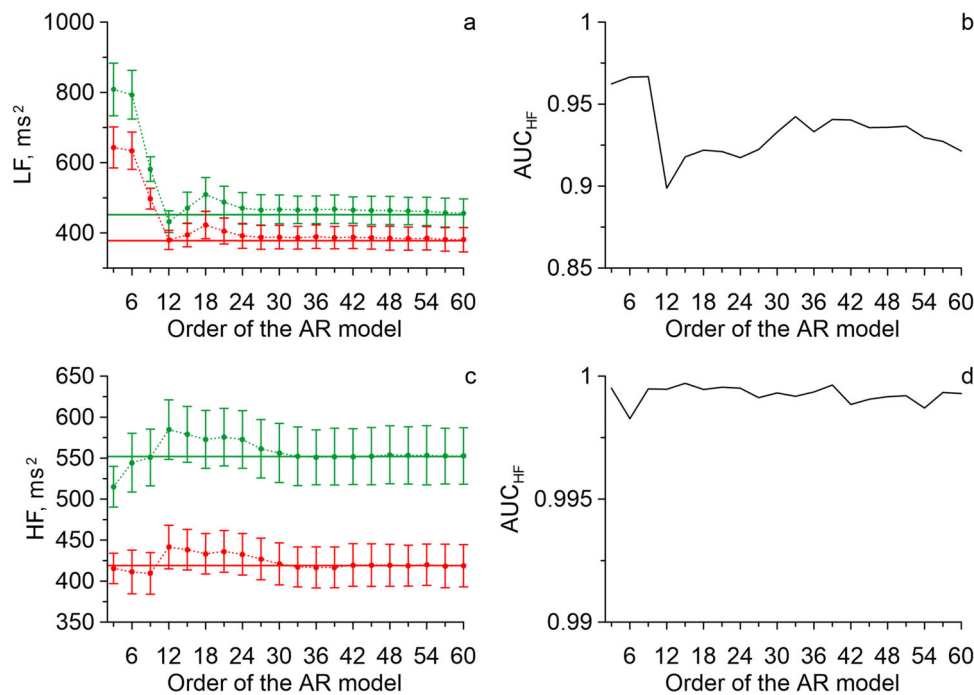 a
1000
800
600
400
LF, ms²
6 12 18 24 30 36 42 48 54 60
Order of the AR model
b
1
0.95
0.9
0.85
AUC_HF
6 12 18 24 30 36 42 48 54 60
Order of the AR model
c
650
600
550
500
450
400
350
HF, ms²
6 12 18 24 30 36 42 48 54 60
Order of the AR model
d
1
0.995
0.99
AUC_HF
6 12 18 24 30 36 42 48 54 60
Order of the AR model